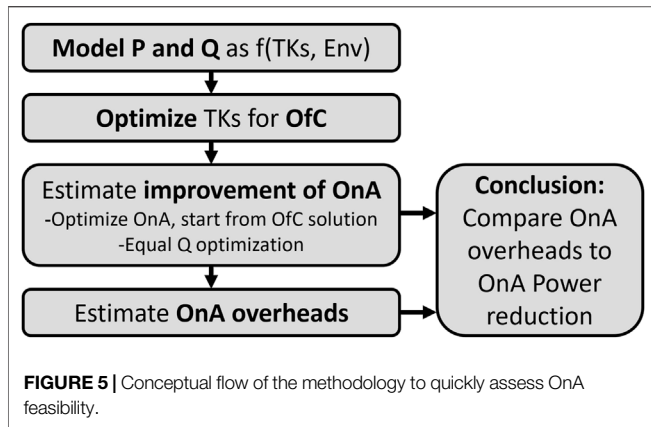 Model P and Q as f(TKs, Env)
Optimize TKs for OfC
Estimate improvement of OnA
-Optimize OnA, start from OfC solution
-Equal Q optimization
Estimate OnA overheads
Conclusion:
Compare OnA
overheads to
OnA Power
reduction
FIGURE 5 | Conceptual flow of the methodology to quickly assess OnA
feasibility.